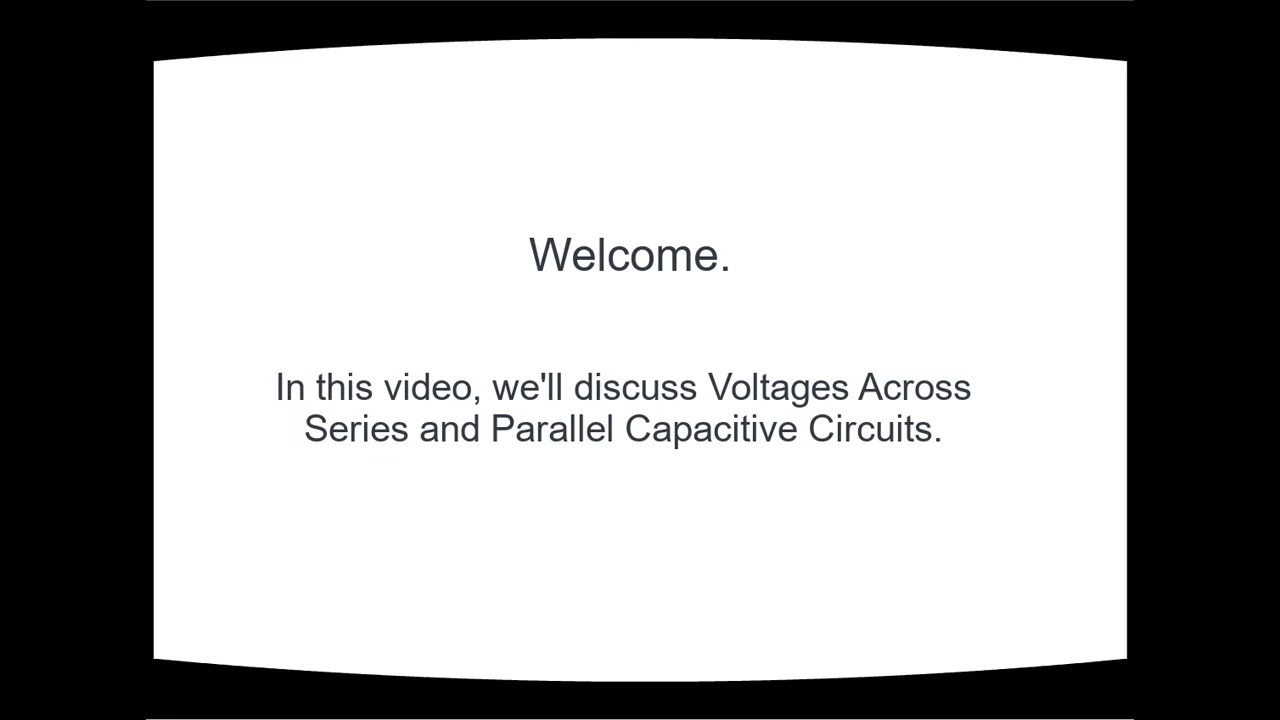 Welcome.
In this video, we'll discuss Voltages Across
Series and Parallel Capacitive Circuits.